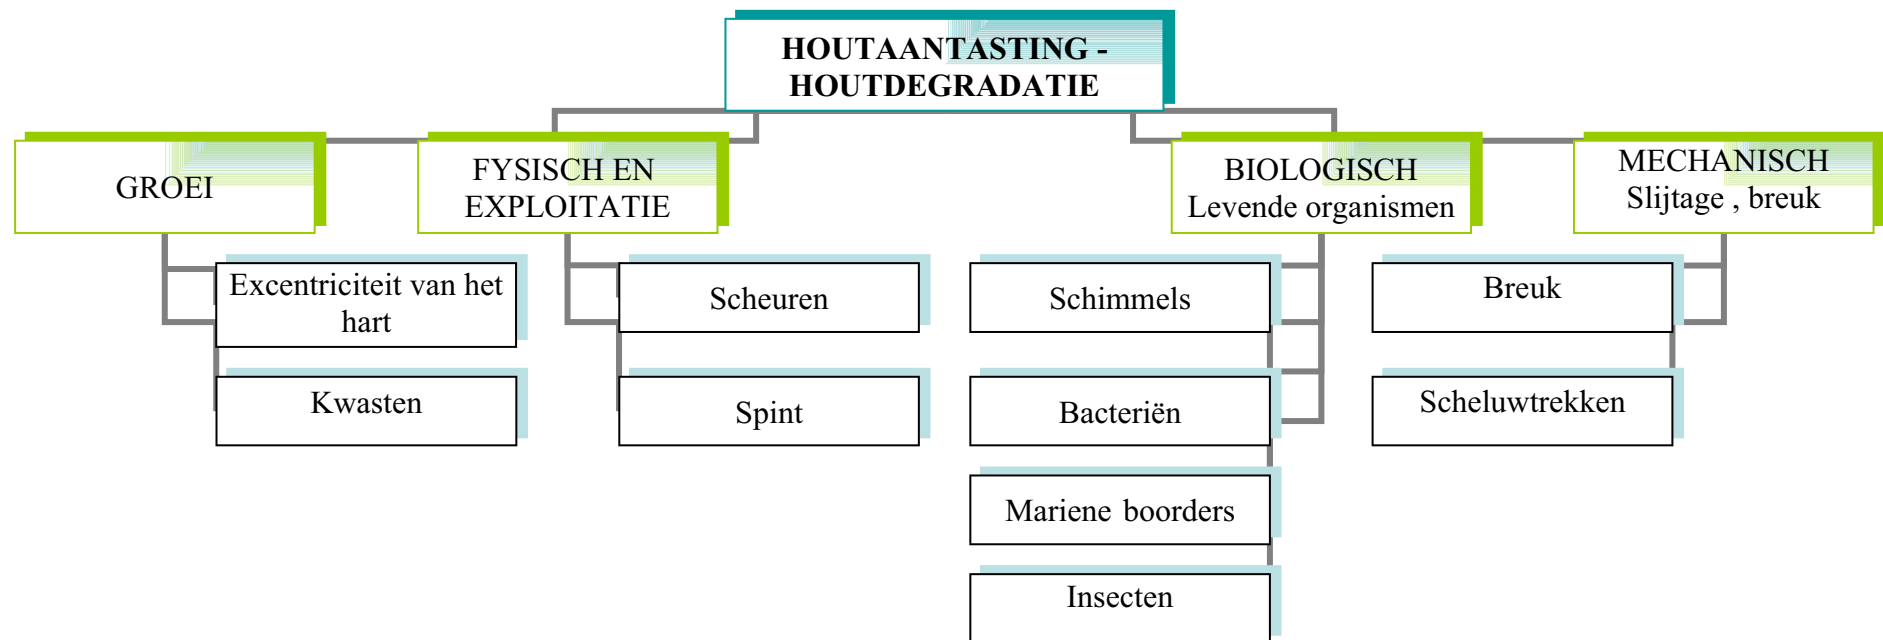 HOUTAANTASTING -
HOUTDEGRADATIE
GROEI
FYSISCH EN
EXPLOITATIE
BIOLOGISCH
Levende organismen
MECHANISCH
Slijtage , breuk
Excentriciteit van het
hart
Kwasten
Scheuren
Spint
Schimmels
Bacteriën
Mariene boorders
Insecten
Breuk
Scheluwtrekken